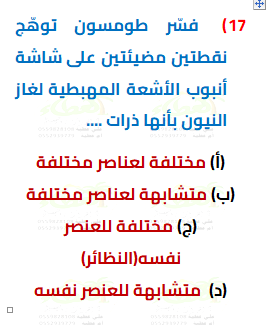 17) فسّر طومسون توهّج
نقطتين مضيئتين على شاشة
أنبوب الأشعة المهبطية لغاز
النيون بأنها ذرات ....
(أ) مختلفة لعناصر مختلفة
(ب) متشابهة لعناصر مختلفة
(ج) مختلفة للعنصر
نفسه(النظائر)
(د) متشابهة للعنصر نفسه